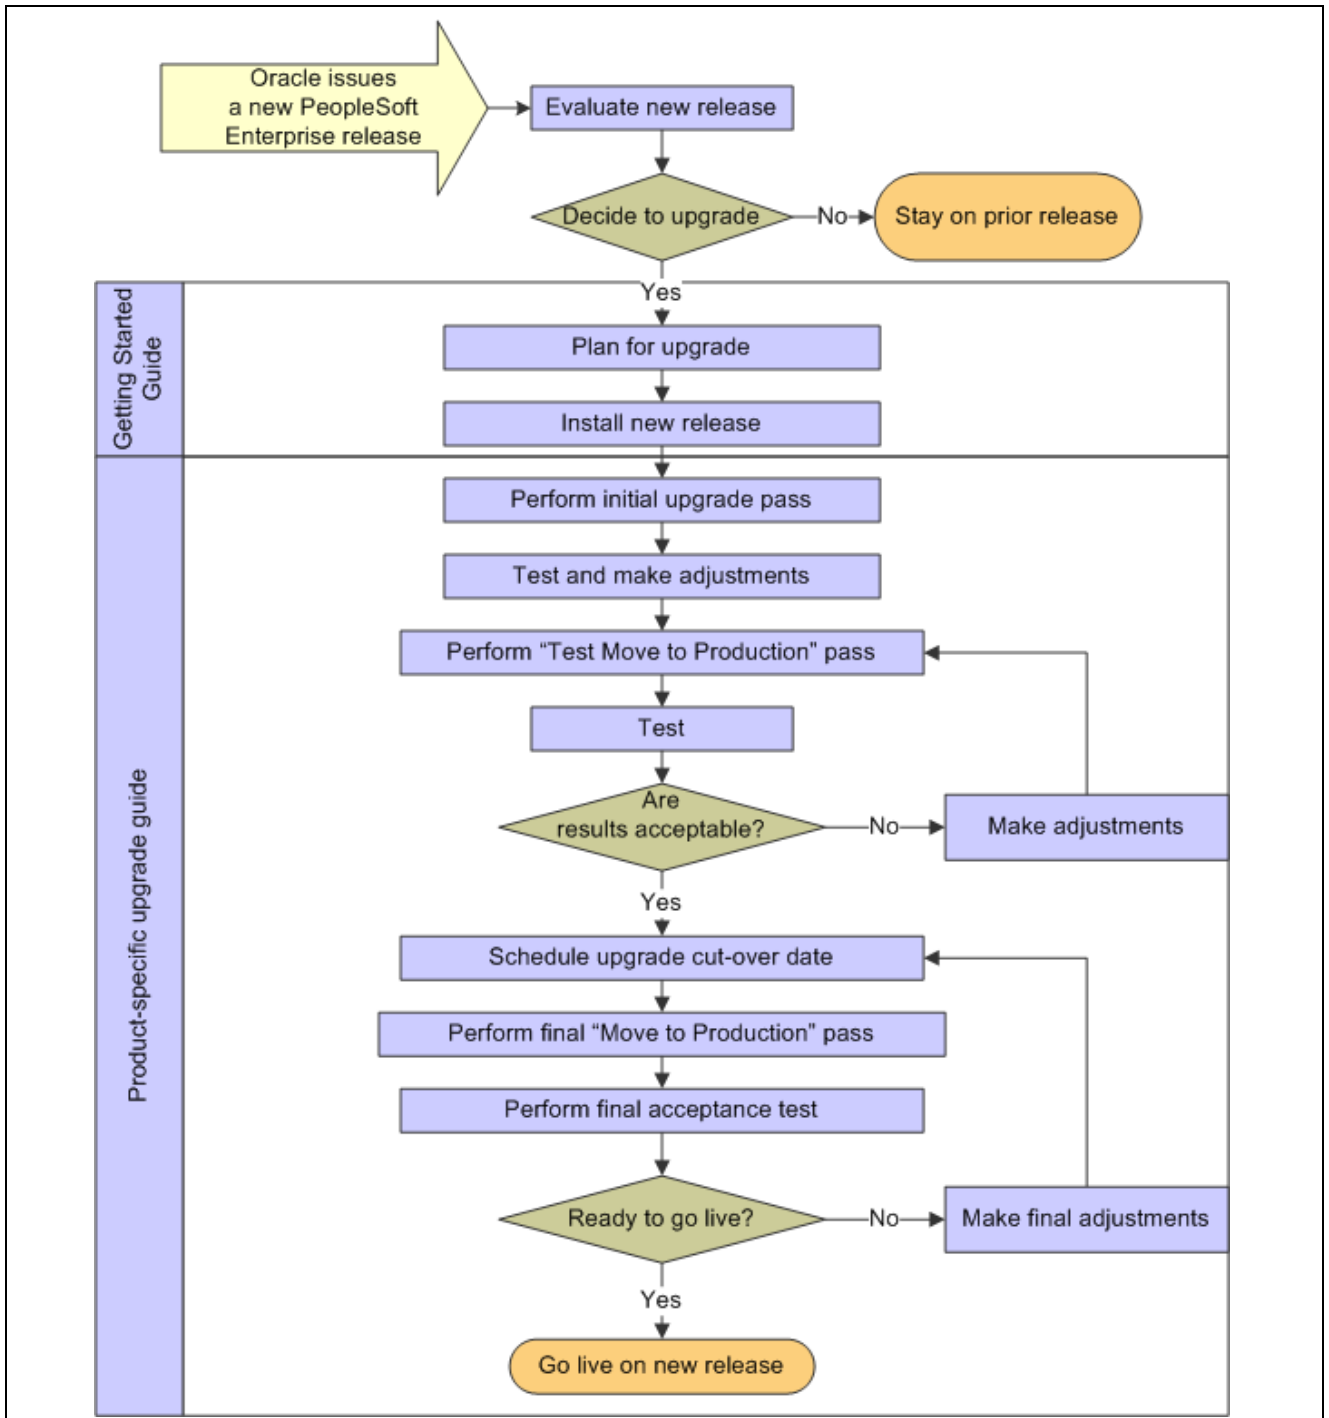 Oracle issues
a new PeopleSoft
Enterprise release
Evaluate new release
Decide to upgrade
No
Stay on prior release
Yes
Getting Started
Guide
Plan for upgrade
Install new release
Product-specific upgrade guide
Perform initial upgrade pass
Test and make adjustments
Perform “Test Move to Production” pass
Test
Are
results acceptable?
No
Make adjustments
Yes
Schedule upgrade cut-over date
Perform final “Move to Production” pass
Perform final acceptance test
Ready to go live?
No
Make final adjustments
Yes
Go live on new release